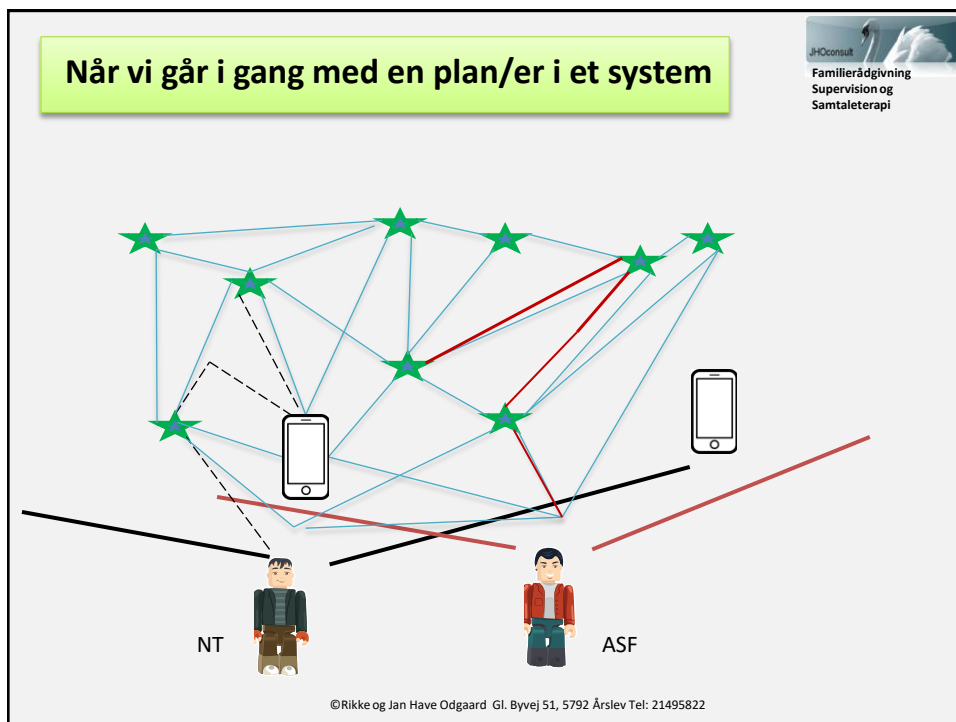 Når vi går i gang med en plan/er i et system
JHOconsult
Familierådgivning
Supervision og
Samtaleterapi
NT
ASF
©Rikke og Jan Have Odgaard Gl. Byvej 51, 5792 Årslev Tel: 21495822